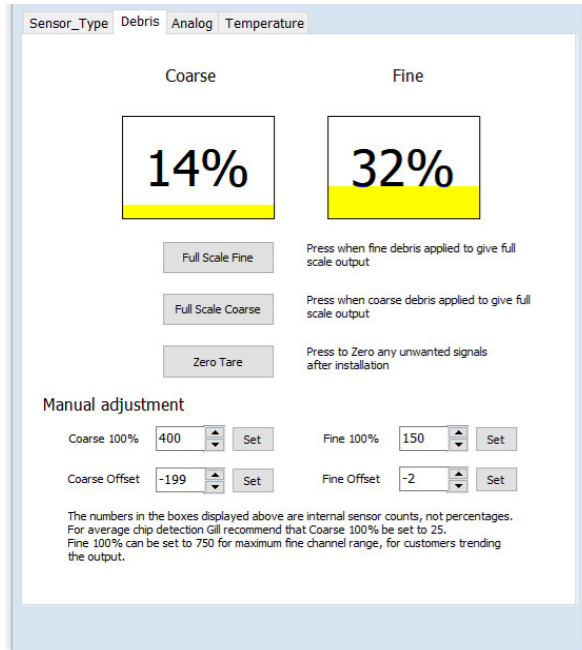 Sensor_Type Debris Analog Temperature
Coarse Fine
14% 32%
Full Scale Fine
Press when fine debris applied to give full
scale output
Full Scale Coarse
Press when coarse debris applied to give full
scale output
Zero Tare
Press to Zero any unwanted signals
after installation
Manual adjustment
Coarse 100% 400 Set Fine 100% 150 Set
Coarse Offset -199 Set Fine Offset -2 Set
The numbers in the boxes displayed above are internal sensor counts, not percentages.
For average chip detection Gill recommend that Coarse 100% be set to 25.
Fine 100% can be set to 750 for maximum fine channel range, for customers trending
the output.